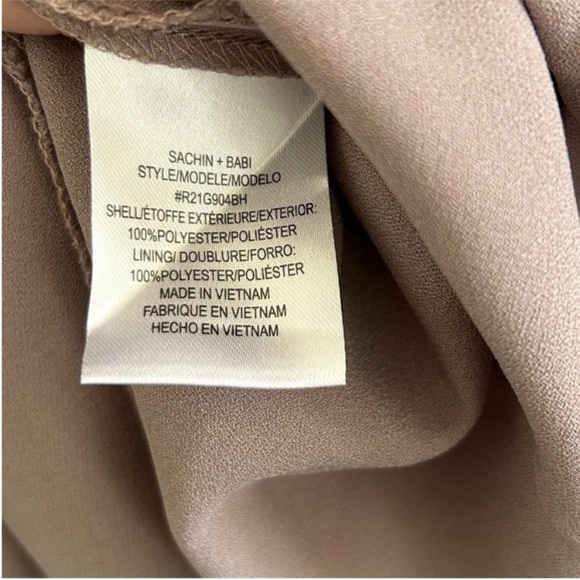 SACHIN + BABI
STYLE/MODELE/MODELO
#R21G904BH
SHELL/ÉTOFFE EXTÉRIEURE/EXTERIOR:
100%POLYESTER/POLIÉSTER
LINING/ DOUBLURE/FORRO:
100%POLYESTER/POLIÉSTER
MADE IN VIETNAM
FABRIQUE EN VIETNAM
HECHO EN VIETNAM